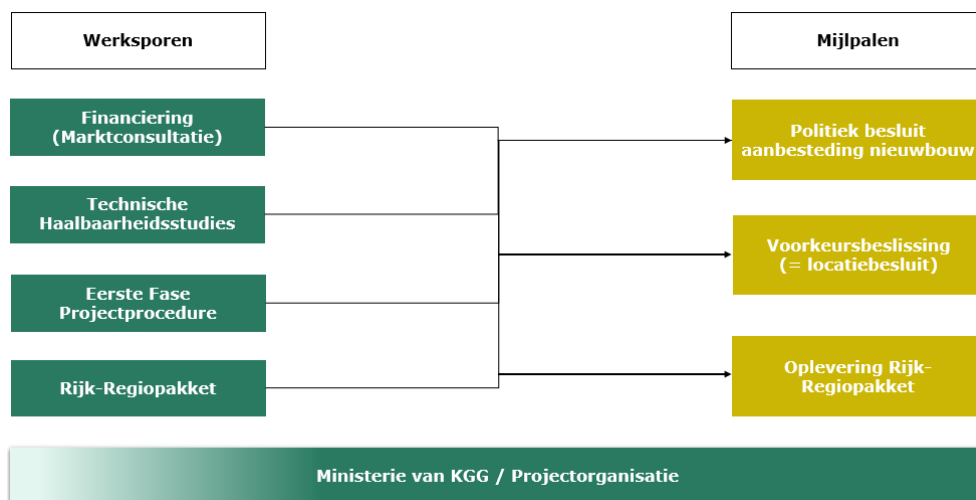 Werksporen
Mijlpalen
Financiering
(Marktconsultatie)
Technische
Haalbaarheidsstudies
Eerste Fase
Projectprocedure
Rijk-Regiopakket
Politiek besluit
aanbesteding nieuwbouw
Voorkeursbeslissing
(= locatiebesluit)
Oplevering Rijk-
Regiopakket
Ministerie van KGG / Projectorganisatie